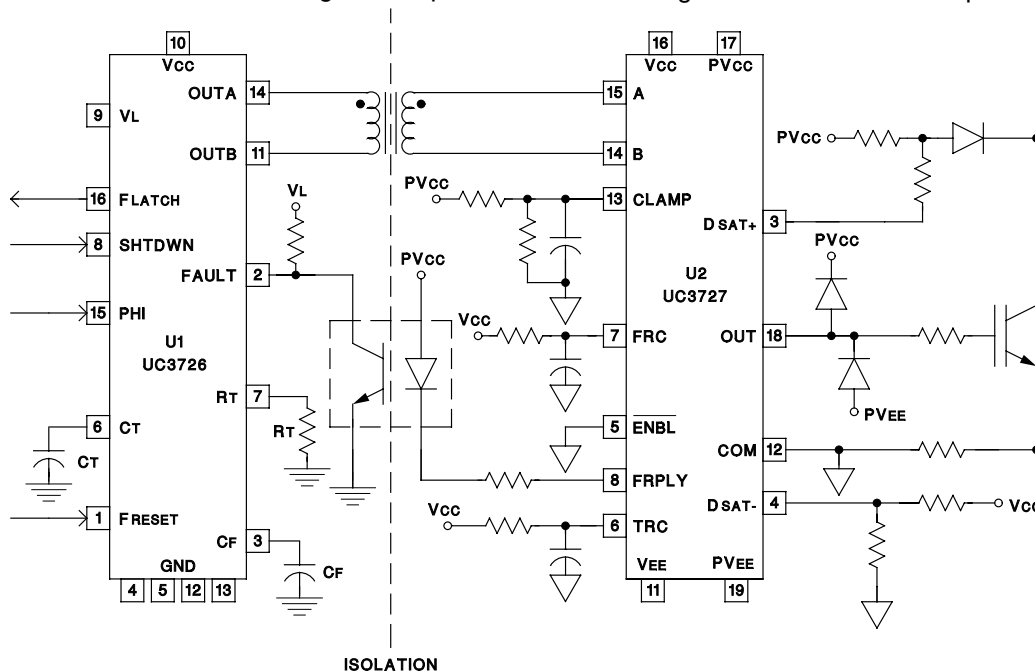 10
VCC
OUTA 14
9 VL
OUTB 11
16 FLATCH
8 SHTDWN
FAULT 2
15 PHI
U1
UC3726
RT 7
RT
6 CT
CT
1 FRESET
CF 3
CF
GND
4 5 12 13
VL
PVCC
PVCC
VCC
VCC
ISOLATION
16 17
VCC PVCC
15 A
14 B
13 CLAMP
DSAT+ 3
U2
UC3727
7 FRC
OUT 18
5 ENBL
COM 12
8 FRPLY
DSAT- 4
6 TRC
VEE PVEE
11 19
PVCC
PVCC
PVEE
VCC